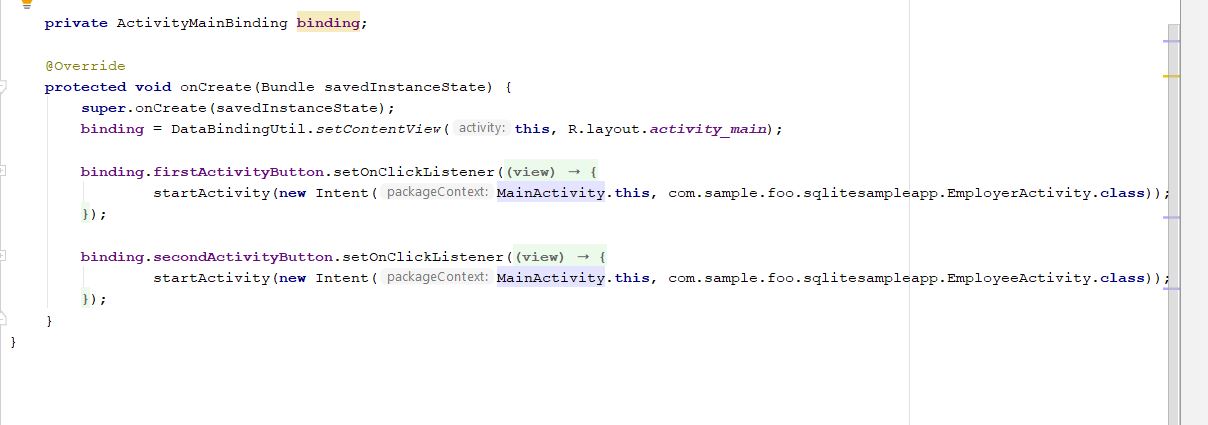 private ActivityMainBinding binding;
@Override
protected void onCreate(Bundle savedInstanceState) {
super.onCreate(savedInstanceState);
binding = DataBindingUtil.setContentView( activity: this, R.layout.activity_main);
binding.firstActivityButton.setOnClickListener((view) → {
startActivity(new Intent( packageContext: MainActivity.this, com.sample.foo.sqlitesampleapp.EmployerActivity.class));
});
binding.secondActivityButton.setOnClickListener((view) → {
startActivity(new Intent( packageContext: MainActivity.this, com.sample.foo.sqlitesampleapp.EmployeeActivity.class));
});
}
}